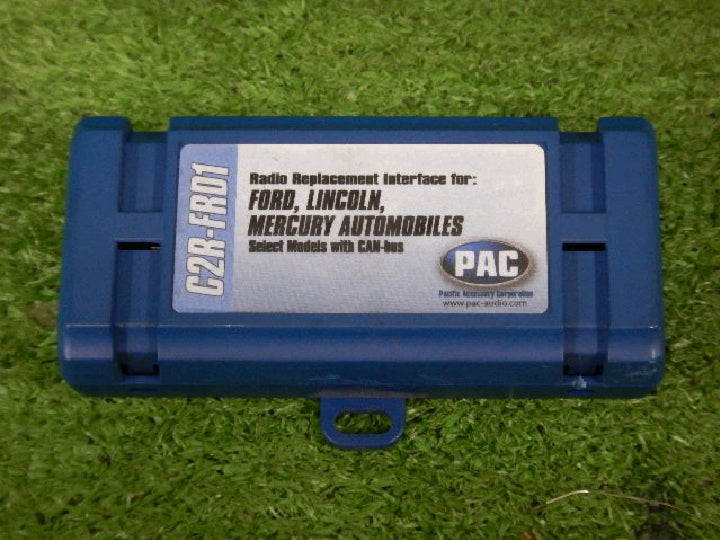 C2R-FRD1
Radio Replacement Interface for:
FORD, LINCOLN,
MERCURY AUTOMOBILES
Select Models with CAN-bus
PAC
Pacific Accessory Corporation
www.pac-audio.com